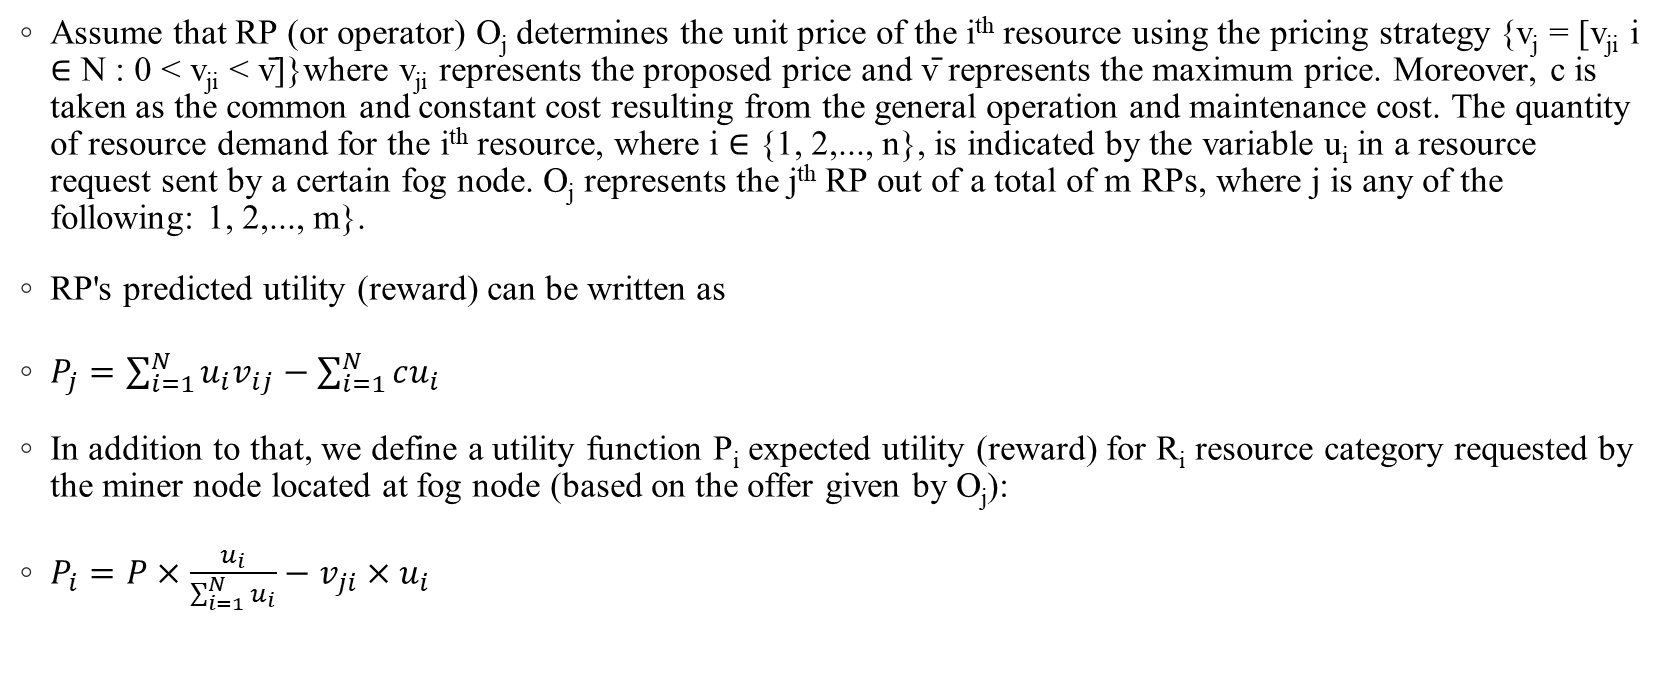 ◦ Assume that RP (or operator) Oⱼ determines the unit price of the iᵗʰ resource using the pricing strategy {vⱼ = [vⱼᵢ i
∈ N : 0 < vⱼᵢ < v̄]}where vⱼᵢ represents the proposed price and v̄ represents the maximum price. Moreover, c is
taken as the common and constant cost resulting from the general operation and maintenance cost. The quantity
of resource demand for the iᵗʰ resource, where i ∈ {1, 2,..., n}, is indicated by the variable uᵢ in a resource
request sent by a certain fog node. Oⱼ represents the jᵗʰ RP out of a total of m RPs, where j is any of the
following: 1, 2,..., m}.
◦ RP's predicted utility (reward) can be written as
◦ Pⱼ = ∑ᵢ₌₁ᴺ uᵢvᵢⱼ − ∑ᵢ₌₁ᴺ cuᵢ
◦ In addition to that, we define a utility function Pᵢ expected utility (reward) for Rᵢ resource category requested by
the miner node located at fog node (based on the offer given by Oⱼ):
◦ Pᵢ = P × uᵢ / ∑ᵢ₌₁ᴺ uᵢ − vⱼᵢ × uᵢ